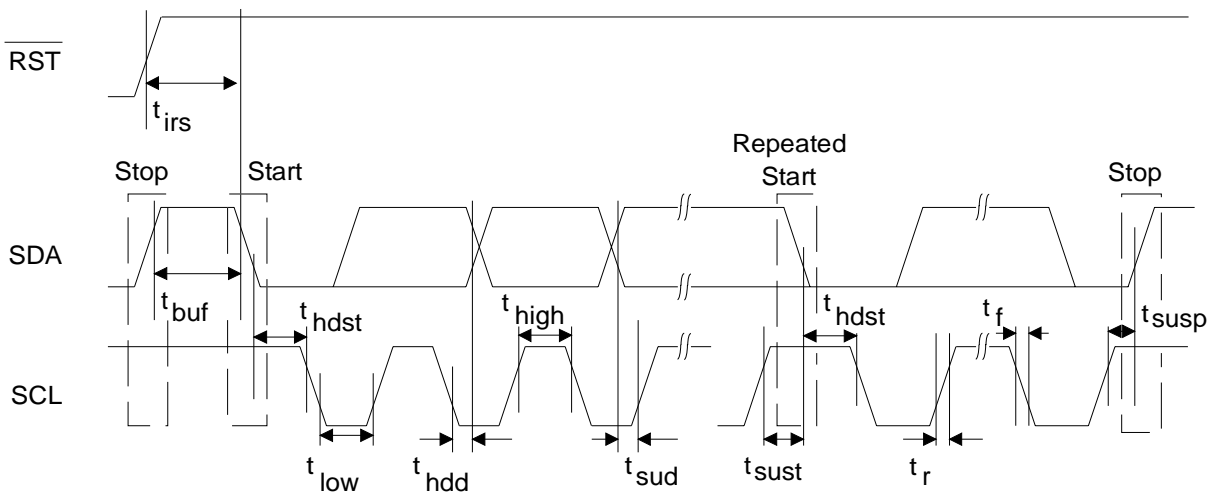 RST
t irs
Repeated
Stop Start Start Stop
SDA
t buf t hdst t high t hdst t f t susp
SCL
t low t hdd t sud t sust t r